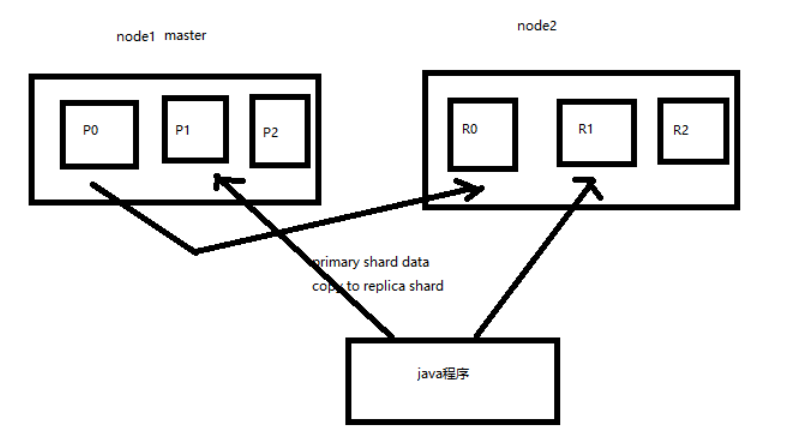 node1 master
node2
P0
P1
P2
R0
R1
R2
primary shard data
copy to replica shard
java程序